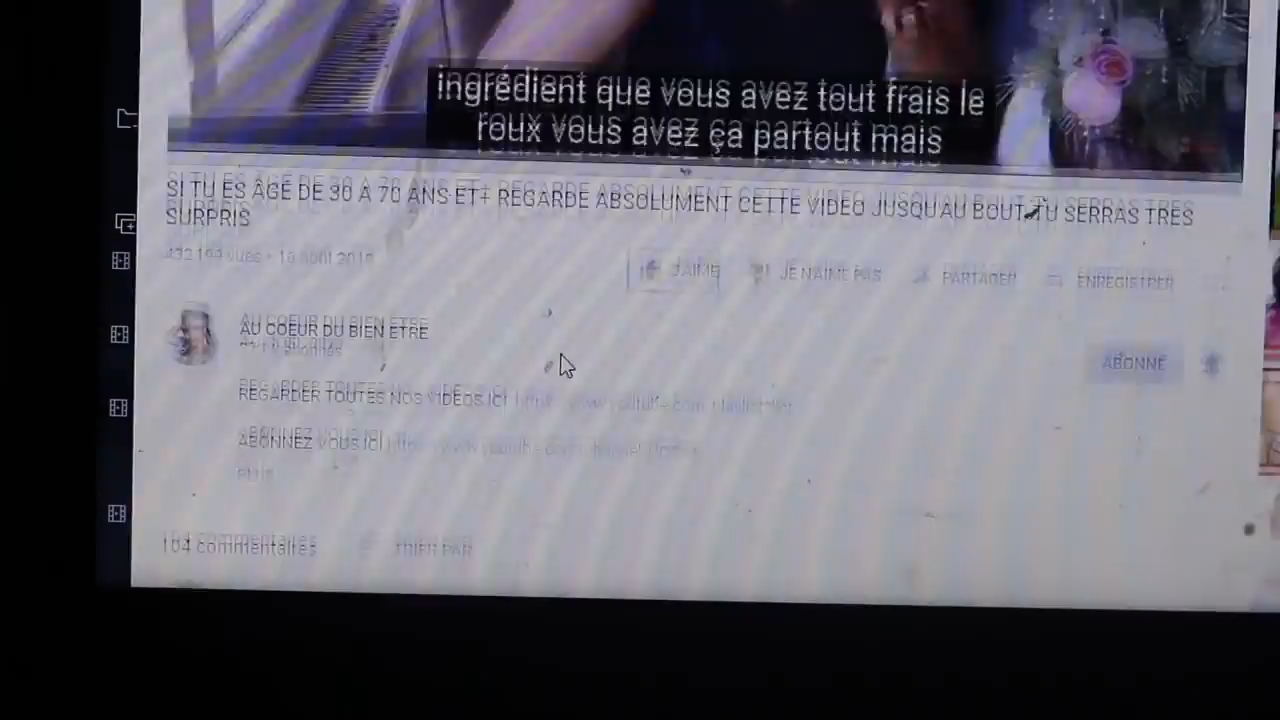 ingrédient que vous avez tout frais le
roux vous avez ça partout mais
SI TU ES ÂGÉ DE 30 A 70 ANS ET+ REGARDE ABSOLUMENT CETTE VIDEO JUSQU'AU BOUT TU SERRAS TRES
SURPRIS
J'AIME
JE N'AIME PAS
PARTAGER
ENREGISTRER
AU COEUR DU BIEN ETRE
ABONNÉ
REGARDER TOUTES NOS VIDEOS ICI
ABONNEZ VOUS ICI
PLUS
104 commentaires
TRIER PAR